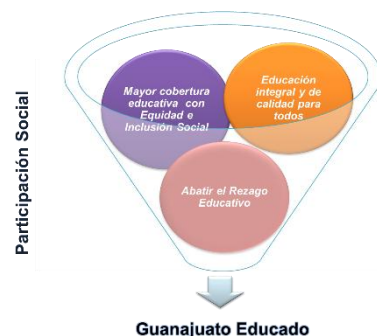 Participación Social
Mayor cobertura
educativa con
Equidad e
Inclusión Social
Educación
integral y de
calidad para
todos
Abatir el Rezago
Educativo
Guanajuato Educado